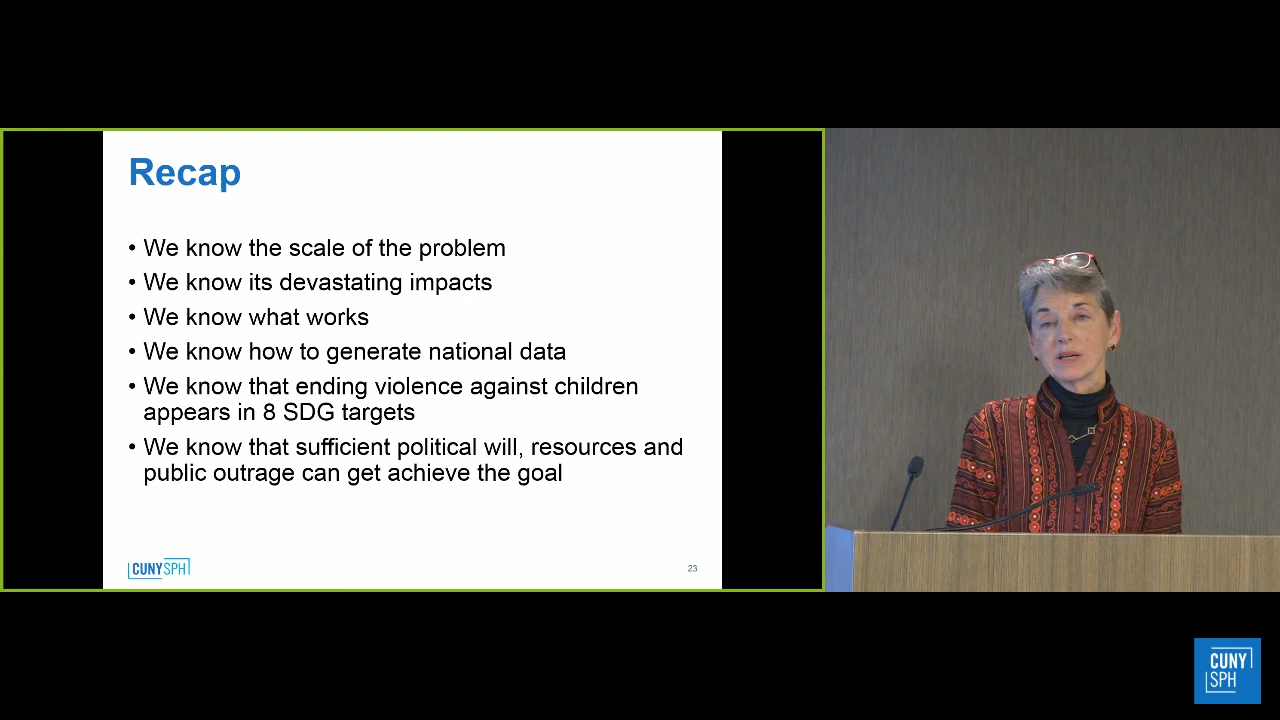 Recap
• We know the scale of the problem
• We know its devastating impacts
• We know what works
• We know how to generate national data
• We know that ending violence against children
appears in 8 SDG targets
• We know that sufficient political will, resources and
public outrage can get achieve the goal
CUNYSPH
23
CUNY
SPH